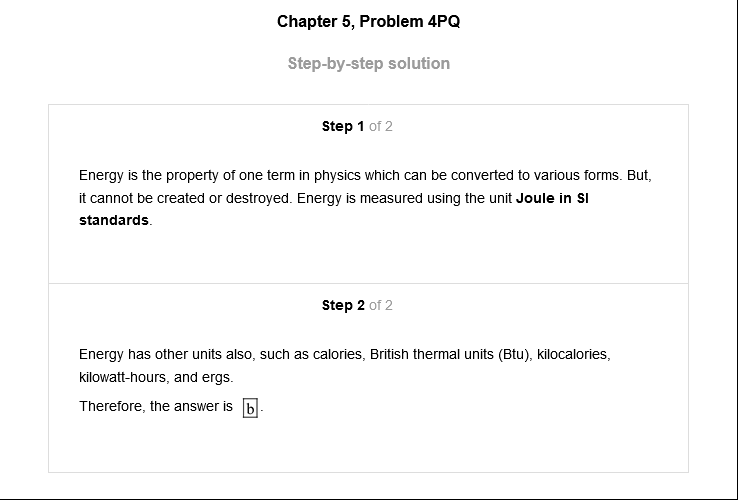 Chapter 5, Problem 4PQ
Step-by-step solution
Step 1 of 2
Energy is the property of one term in physics which can be converted to various forms. But,
it cannot be created or destroyed. Energy is measured using the unit Joule in SI
standards.
Step 2 of 2
Energy has other units also, such as calories, British thermal units (Btu), kilocalories,
kilowatt-hours, and ergs.
Therefore, the answer is b.